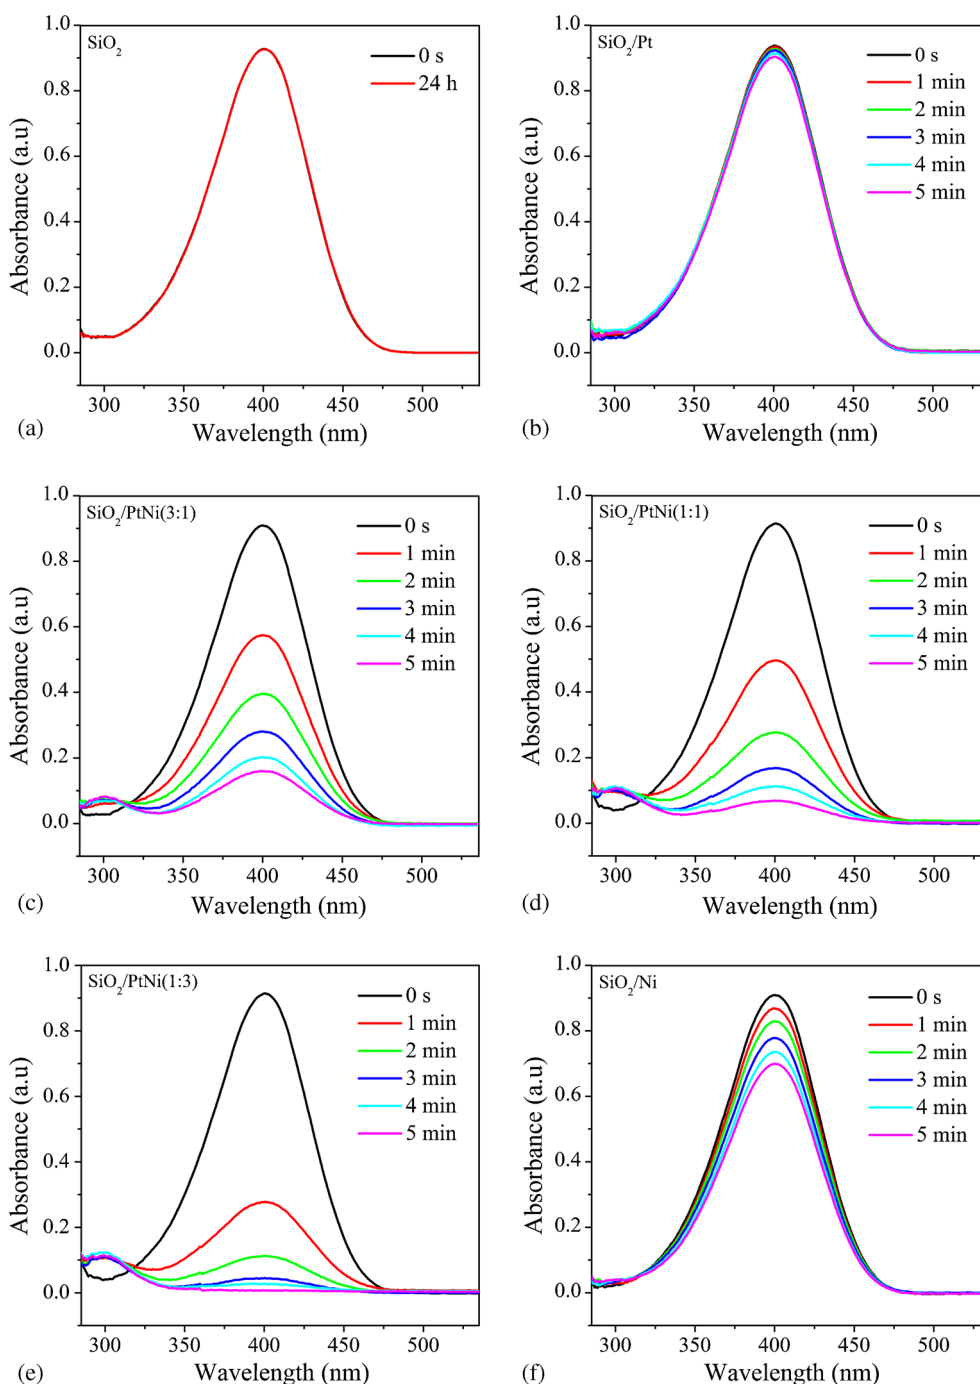 SiO2
0 s
24 h
1.0
0.8
0.6
0.4
0.2
0.0
Absorbance (a.u)
300 350 400 450 500
Wavelength (nm)
(a)
SiO2/Pt
0 s
1 min
2 min
3 min
4 min
5 min
1.0
0.8
0.6
0.4
0.2
0.0
Absorbance (a.u)
300 350 400 450 500
Wavelength (nm)
(b)
SiO2/PtNi(3:1)
0 s
1 min
2 min
3 min
4 min
5 min
1.0
0.8
0.6
0.4
0.2
0.0
Absorbance (a.u)
300 350 400 450 500
Wavelength (nm)
(c)
SiO2/PtNi(1:1)
0 s
1 min
2 min
3 min
4 min
5 min
1.0
0.8
0.6
0.4
0.2
0.0
Absorbance (a.u)
300 350 400 450 500
Wavelength (nm)
(d)
SiO2/PtNi(1:3)
0 s
1 min
2 min
3 min
4 min
5 min
1.0
0.8
0.6
0.4
0.2
0.0
Absorbance (a.u)
300 350 400 450 500
Wavelength (nm)
(e)
SiO2/Ni
0 s
1 min
2 min
3 min
4 min
5 min
1.0
0.8
0.6
0.4
0.2
0.0
Absorbance (a.u)
300 350 400 450 500
Wavelength (nm)
(f)